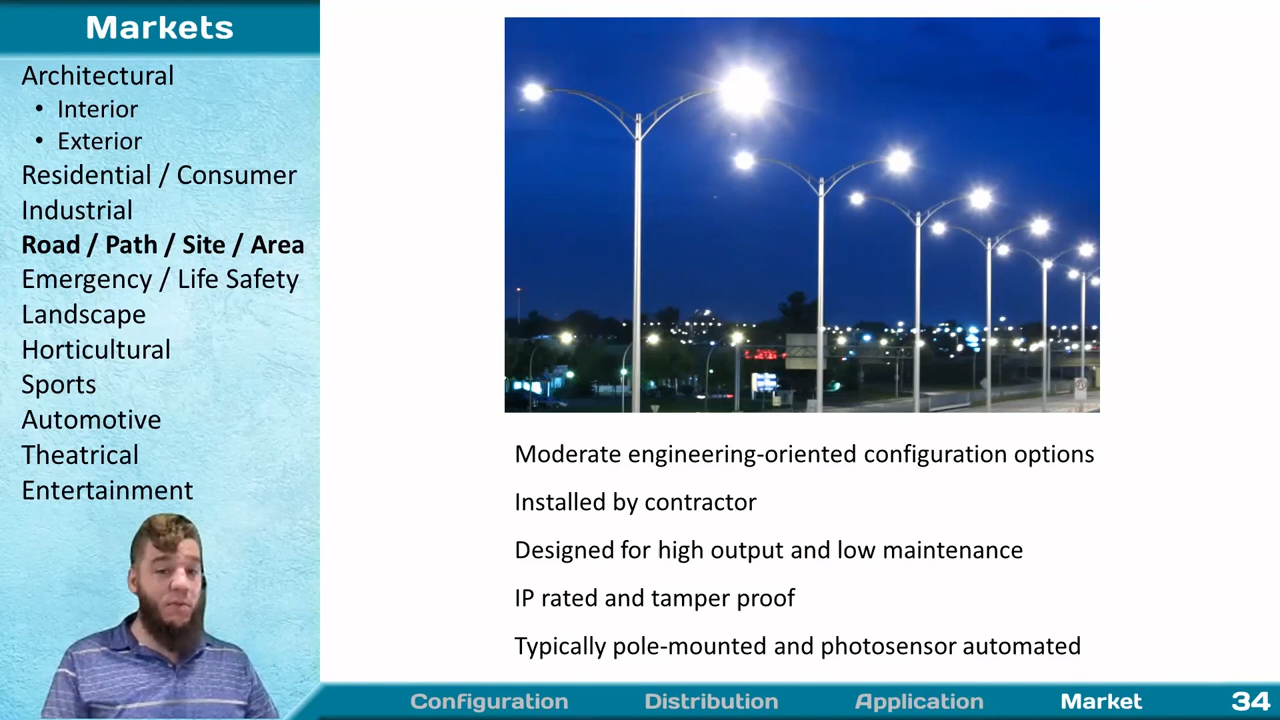 Markets
Architectural
• Interior
• Exterior
Residential / Consumer
Industrial
Road / Path / Site / Area
Emergency / Life Safety
Landscape
Horticultural
Sports
Automotive
Theatrical
Entertainment
Moderate engineering-oriented configuration options
Installed by contractor
Designed for high output and low maintenance
IP rated and tamper proof
Typically pole-mounted and photosensor automated
Configuration Distribution Application Market 34